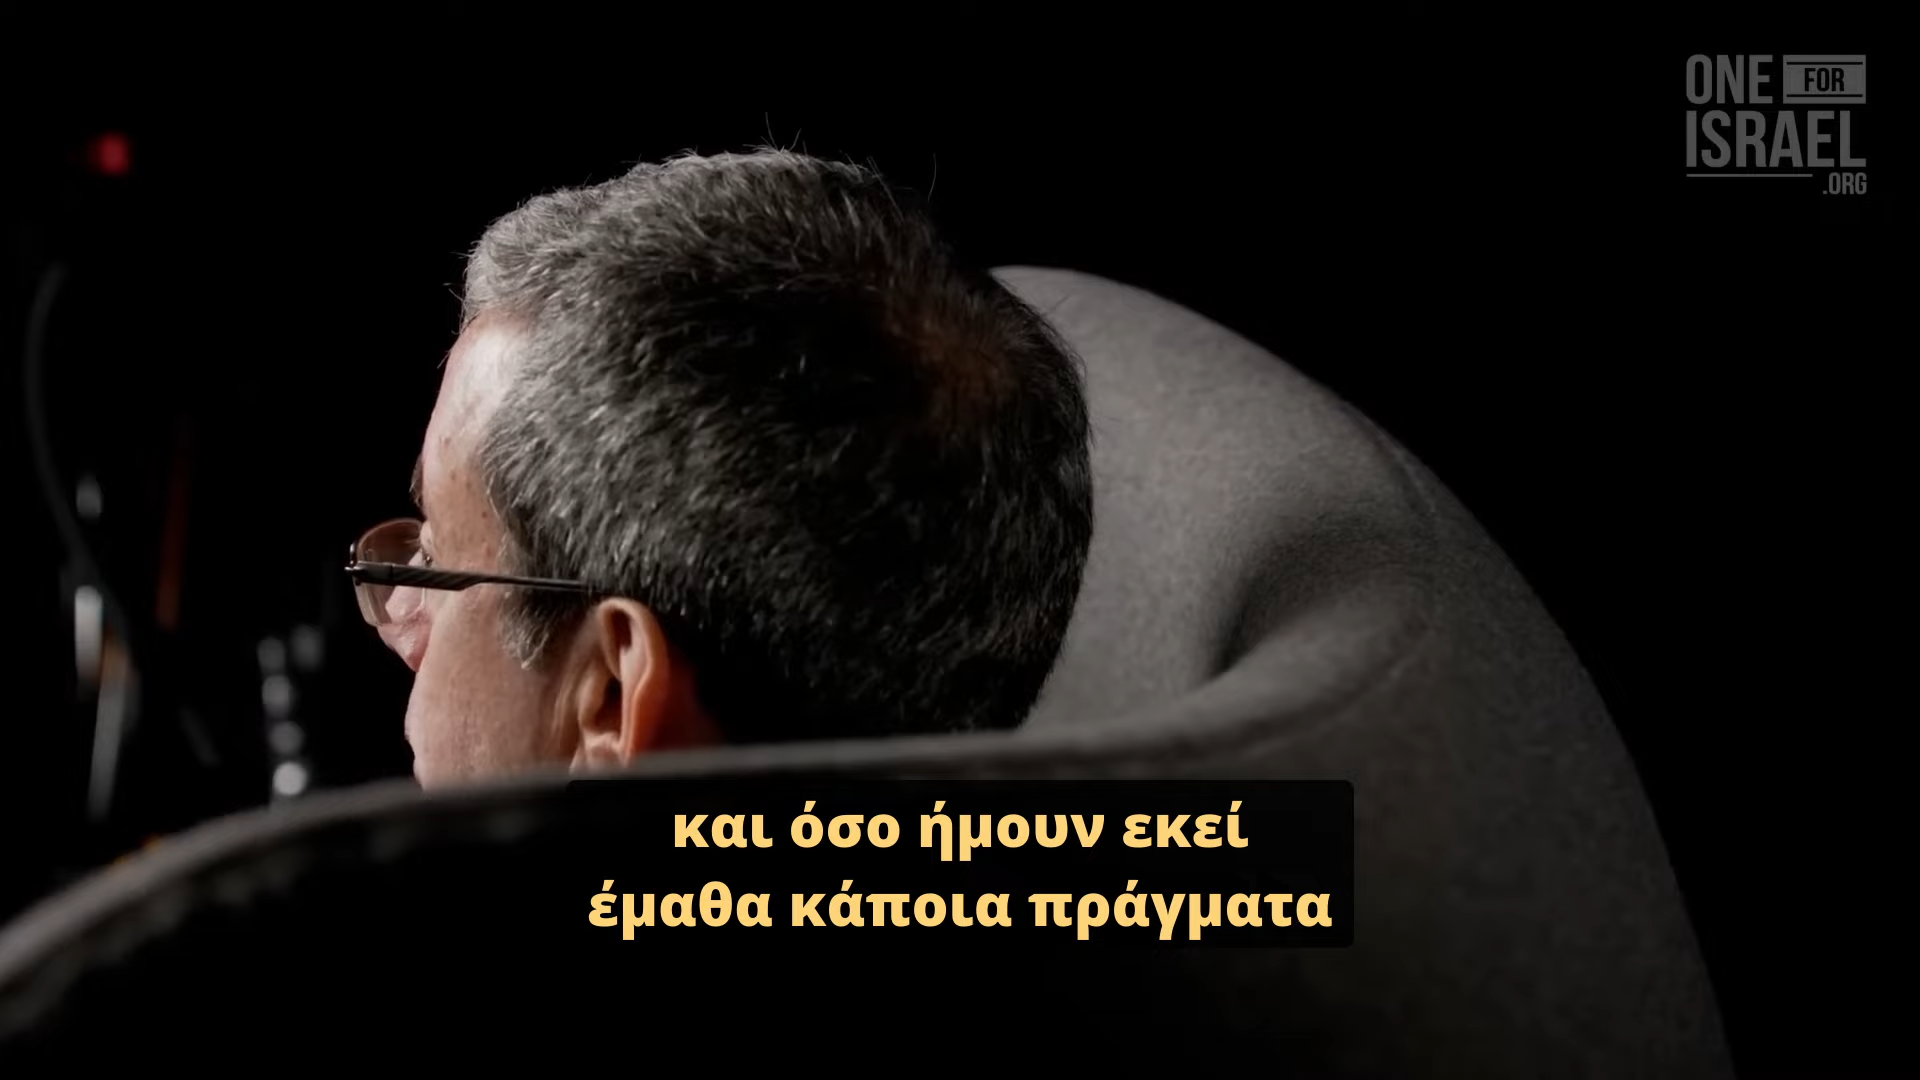 ONE FOR
ISRAEL
.ORG
και όσο ήμουν εκεί
έμαθα κάποια πράγματα